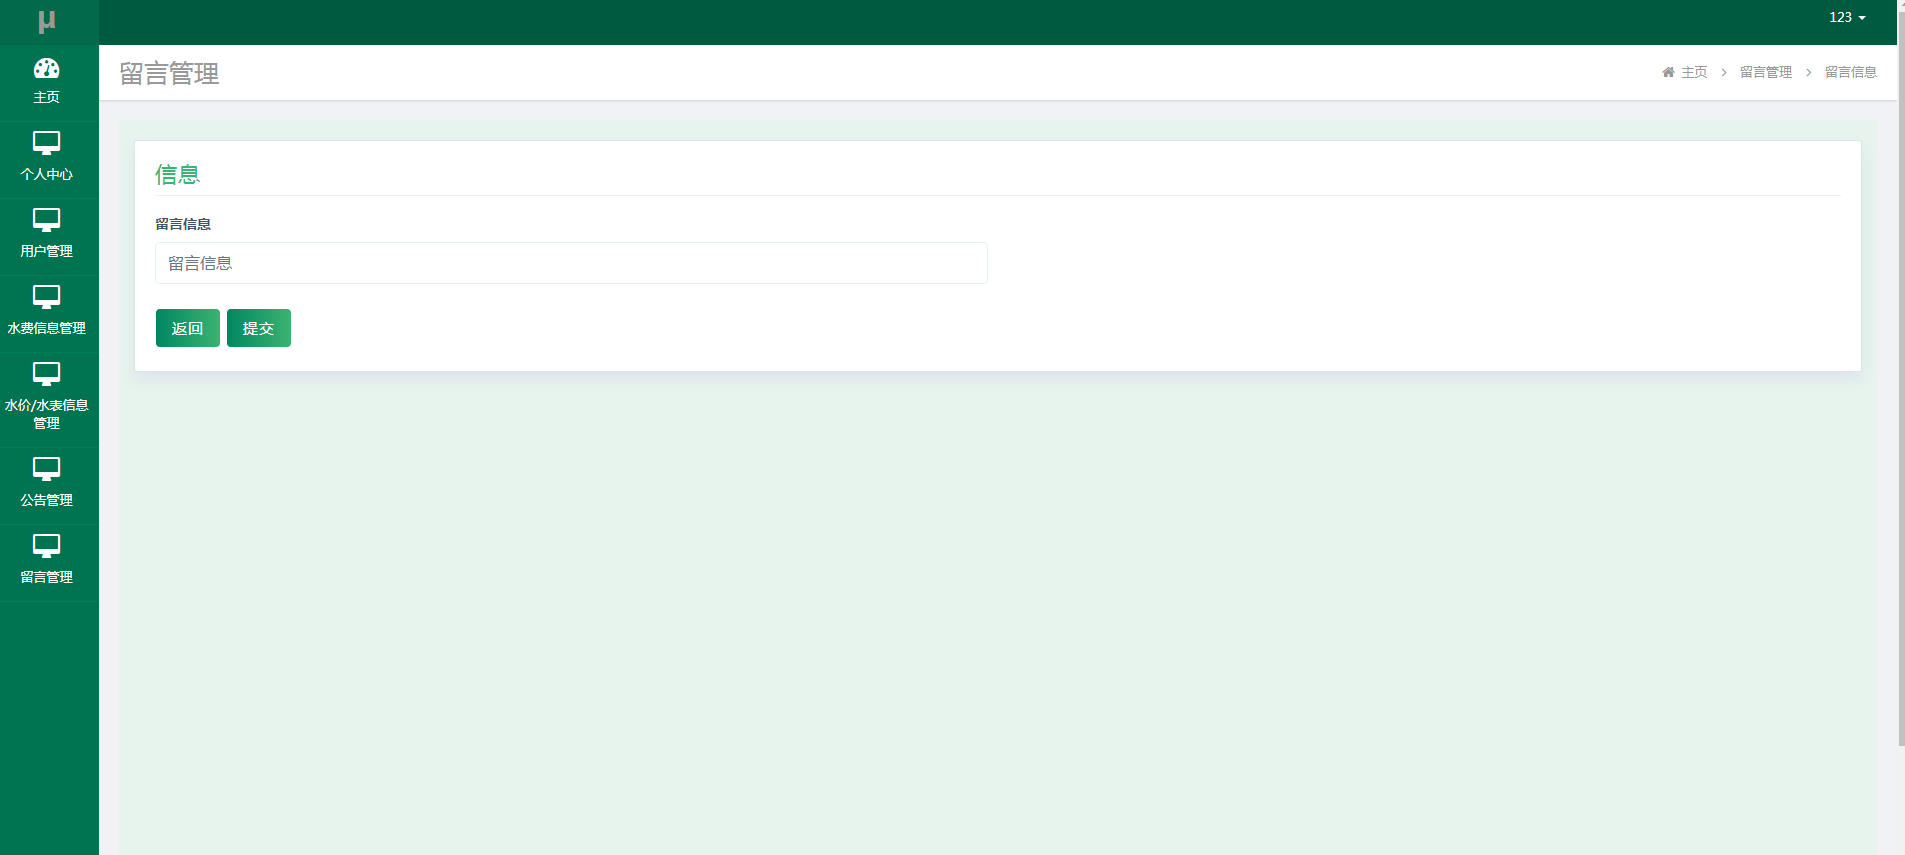 μ
123
主页
个人中心
用户管理
水费信息管理
水价/水表信息
管理
公告管理
留言管理
留言管理
主页 > 留言管理 > 留言信息
信息
留言信息
留言信息
返回 提交